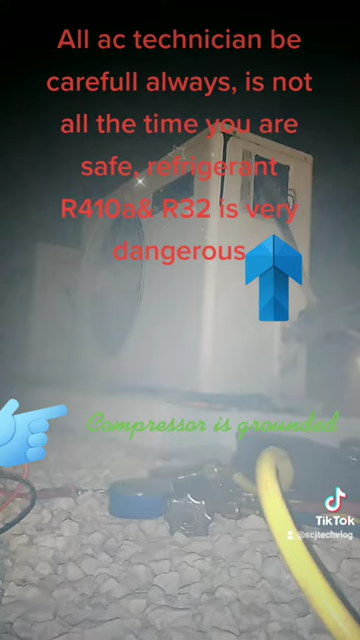 All ac technician be
carefull always, is not
all the time you are
safe, refrigerant
R410a& R32 is very
dangerous
Compressor is grounded
TikTok
@scjtechvlog